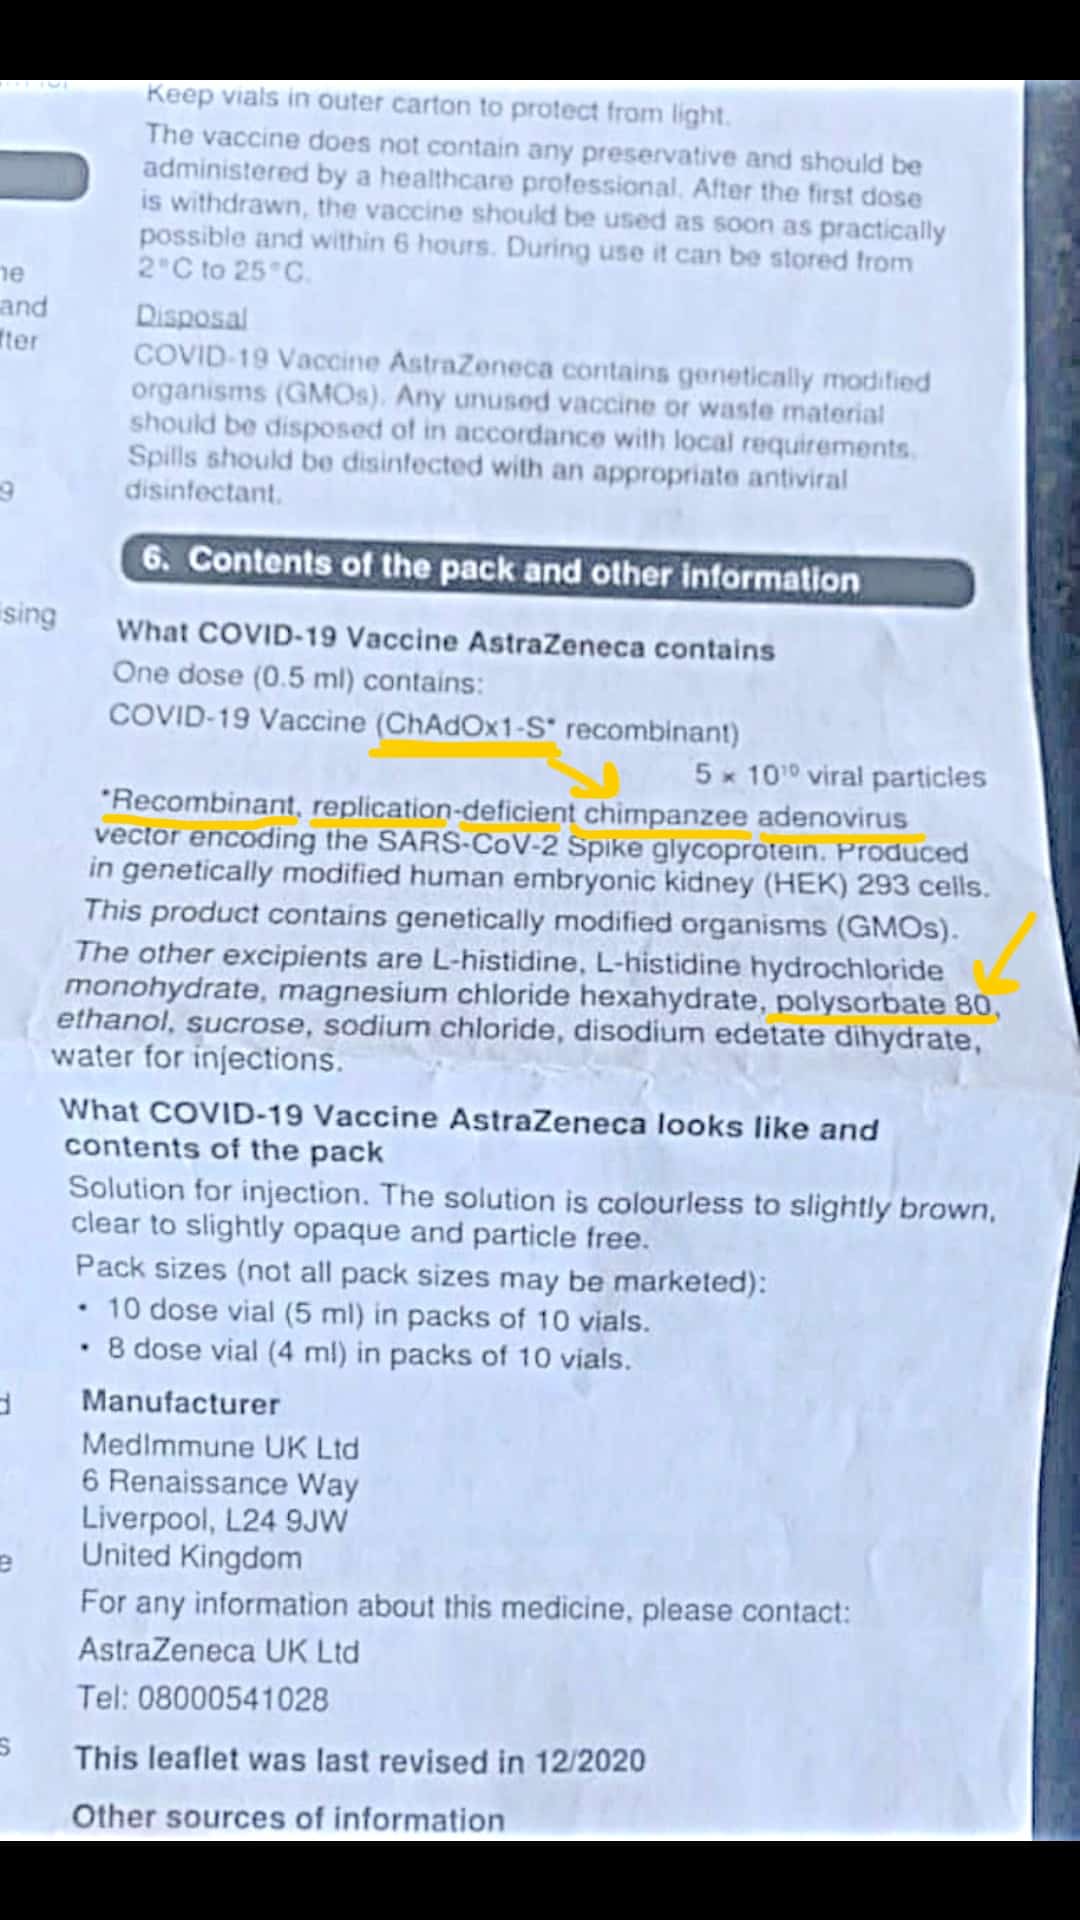 Keep vials in outer carton to protect from light.
The vaccine does not contain any preservative and should be
administered by a healthcare professional. After the first dose
is withdrawn, the vaccine should be used as soon as practically
possible and within 6 hours. During use it can be stored from
2°C to 25°C.
Disposal
COVID-19 Vaccine AstraZeneca contains genetically modified
organisms (GMOs). Any unused vaccine or waste material
should be disposed of in accordance with local requirements.
Spills should be disinfected with an appropriate antiviral
disinfectant.
6. Contents of the pack and other information
What COVID-19 Vaccine AstraZeneca contains
One dose (0.5 ml) contains:
COVID-19 Vaccine (ChAdOx1-S* recombinant)
5 × 10¹⁰ viral particles
*Recombinant, replication-deficient chimpanzee adenovirus
vector encoding the SARS-CoV-2 Spike glycoprotein. Produced
in genetically modified human embryonic kidney (HEK) 293 cells.
This product contains genetically modified organisms (GMOs).
The other excipients are L-histidine, L-histidine hydrochloride
monohydrate, magnesium chloride hexahydrate, polysorbate 80,
ethanol, sucrose, sodium chloride, disodium edetate dihydrate,
water for injections.
What COVID-19 Vaccine AstraZeneca looks like and
contents of the pack
Solution for injection. The solution is colourless to slightly brown,
clear to slightly opaque and particle free.
Pack sizes (not all pack sizes may be marketed):
• 10 dose vial (5 ml) in packs of 10 vials.
• 8 dose vial (4 ml) in packs of 10 vials.
Manufacturer
MedImmune UK Ltd
6 Renaissance Way
Liverpool, L24 9JW
United Kingdom
For any information about this medicine, please contact:
AstraZeneca UK Ltd
Tel: 08000541028
This leaflet was last revised in 12/2020
Other sources of information